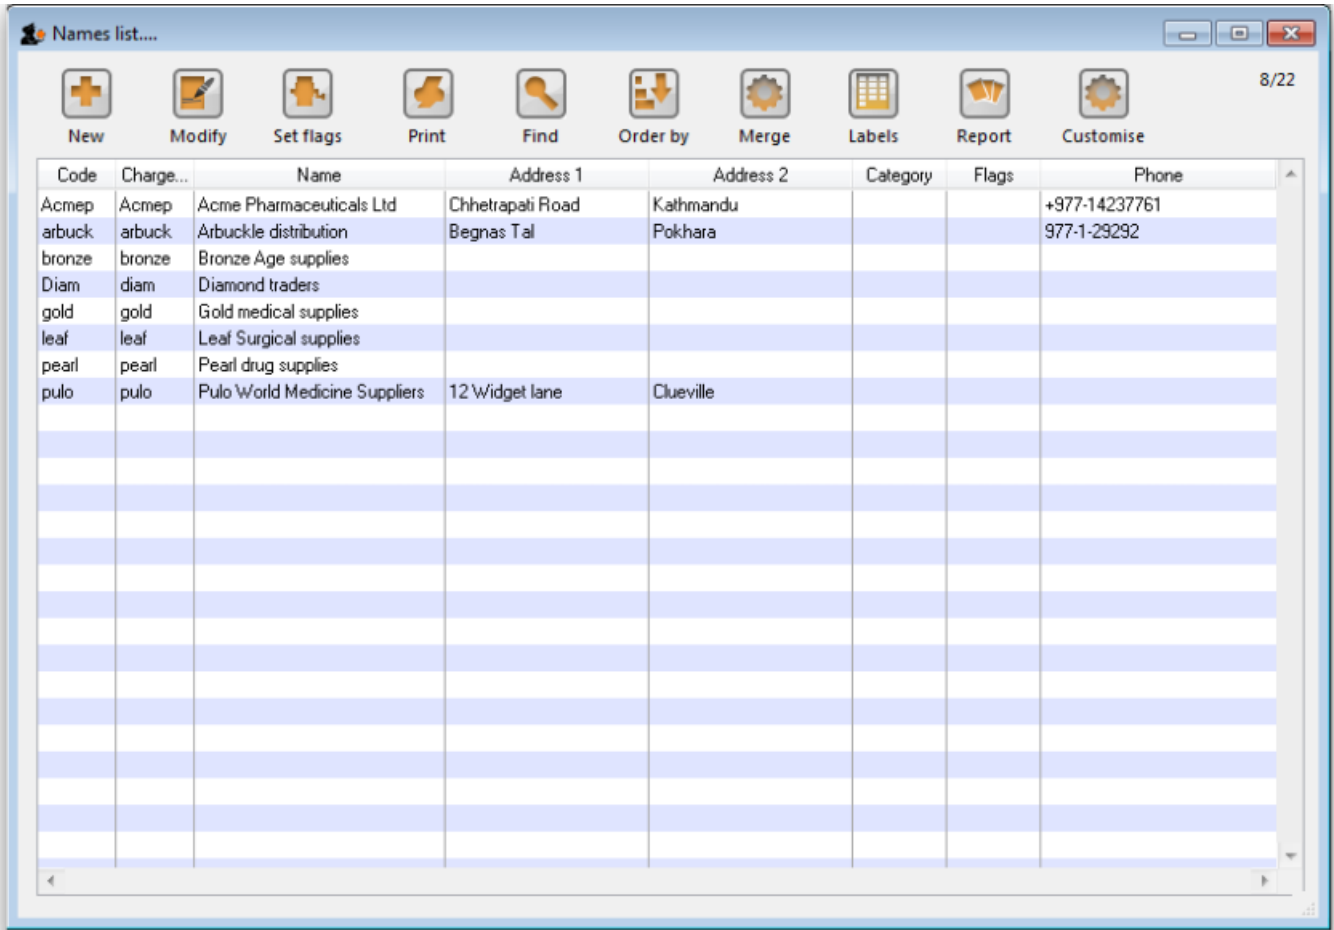 Names list....
8/22
New Modify Set flags Print Find Order by Merge Labels Report Customise
Code Charge... Name Address 1 Address 2 Category Flags Phone
Acmep Acmep Acme Pharmaceuticals Ltd Chhetrapati Road Kathmandu +977-14237761
arbuck arbuck Arbuckle distribution Begnas Tal Pokhara 977-1-29292
bronze bronze Bronze Age supplies
Diam diam Diamond traders
gold gold Gold medical supplies
leaf leaf Leaf Surgical supplies
pearl pearl Pearl drug supplies
pulo pulo Pulo World Medicine Suppliers 12 Widget lane Clueville